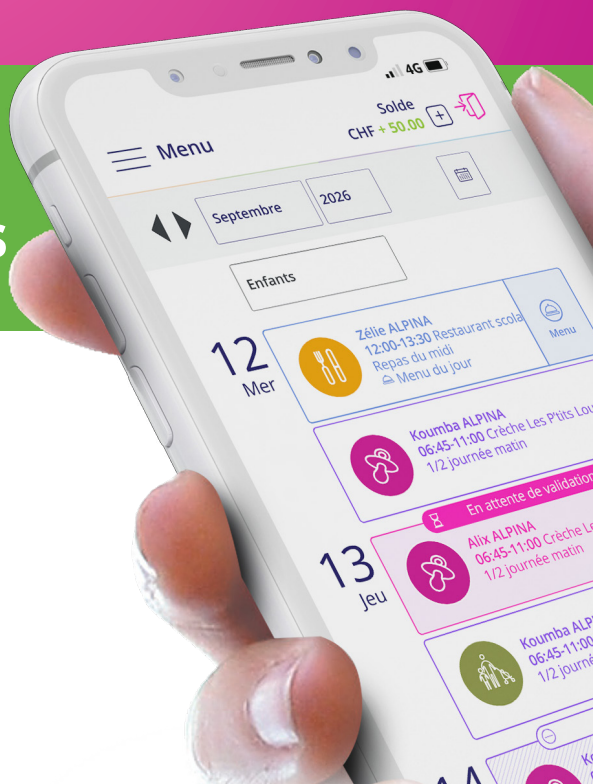 s
4G
Menu
Solde
CHF + 50.00
Septembre
2026
Enfants
12
Mer
Zélie ALPINA
12:00-13:30 Restaurant scola
Repas du midi
Menu du jour
Menu
Koumba ALPINA
06:45-11:00 Crèche Les P'tits Lou
1/2 journée matin
En attente de validation
13
Jeu
Alix ALPINA
06:45-11:00 Crèche Le
1/2 journée matin
Koumba ALP
06:45-11:00
1/2 journé
14